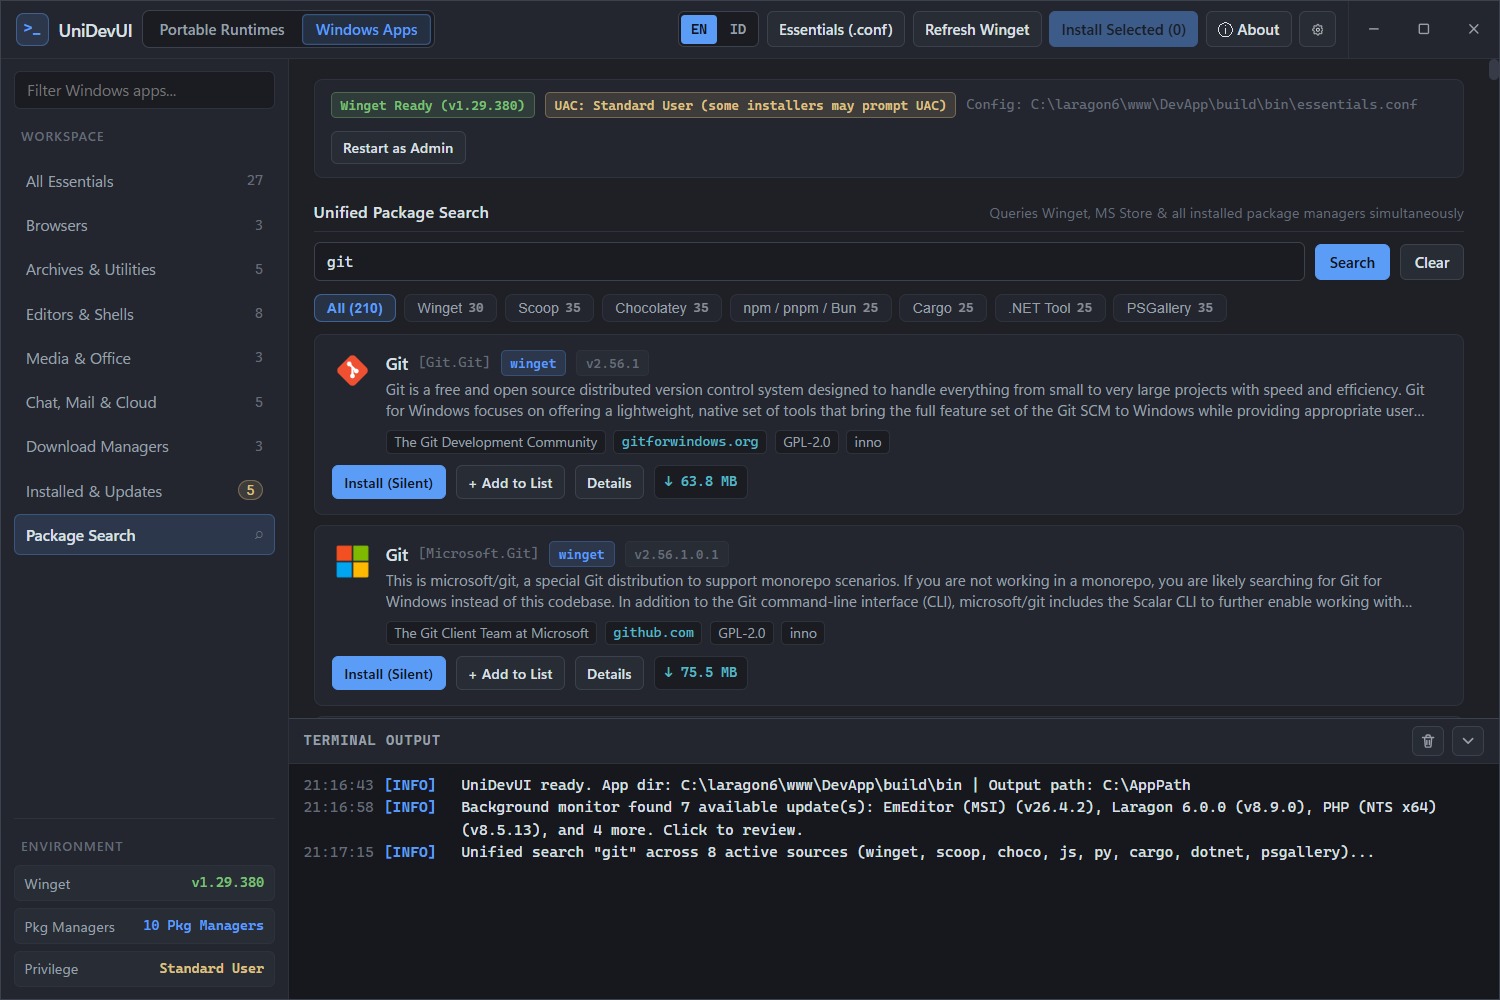 >_ UniDevUI Portable Runtimes Windows Apps EN ID Essentials (.conf) Refresh Winget Install Selected (0) ⓘ About
Filter Windows apps...
WORKSPACE
All Essentials 27
Browsers 3
Archives & Utilities 5
Editors & Shells 8
Media & Office 3
Chat, Mail & Cloud 5
Download Managers 3
Installed & Updates 5
Package Search
ENVIRONMENT
Winget v1.29.380
Pkg Managers 10 Pkg Managers
Privilege Standard User
Winget Ready (v1.29.380) UAC: Standard User (some installers may prompt UAC) Config: C:\laragon6\www\DevApp\build\bin\essentials.conf
Restart as Admin
Unified Package Search Queries Winget, MS Store & all installed package managers simultaneously
git Search Clear
All (210) Winget 30 Scoop 35 Chocolatey 35 npm / pnpm / Bun 25 Cargo 25 .NET Tool 25 PSGallery 35
Git [Git.Git] winget v2.56.1
Git is a free and open source distributed version control system designed to handle everything from small to very large projects with speed and efficiency. Git
for Windows focuses on offering a lightweight, native set of tools that bring the full feature set of the Git SCM to Windows while providing appropriate user...
The Git Development Community gitforwindows.org GPL-2.0 inno
Install (Silent) + Add to List Details ↓ 63.8 MB
Git [Microsoft.Git] winget v2.56.1.0.1
This is microsoft/git, a special Git distribution to support monorepo scenarios. If you are not working in a monorepo, you are likely searching for Git for
Windows instead of this codebase. In addition to the Git command-line interface (CLI), microsoft/git includes the Scalar CLI to further enable working with...
The Git Client Team at Microsoft github.com GPL-2.0 inno
Install (Silent) + Add to List Details ↓ 75.5 MB
TERMINAL OUTPUT
21:16:43 [INFO] UniDevUI ready. App dir: C:\laragon6\www\DevApp\build\bin | Output path: C:\AppPath
21:16:58 [INFO] Background monitor found 7 available update(s): EmEditor (MSI) (v26.4.2), Laragon 6.0.0 (v8.9.0), PHP (NTS x64)
(v8.5.13), and 4 more. Click to review.
21:17:15 [INFO] Unified search "git" across 8 active sources (winget, scoop, choco, js, py, cargo, dotnet, psgallery)...